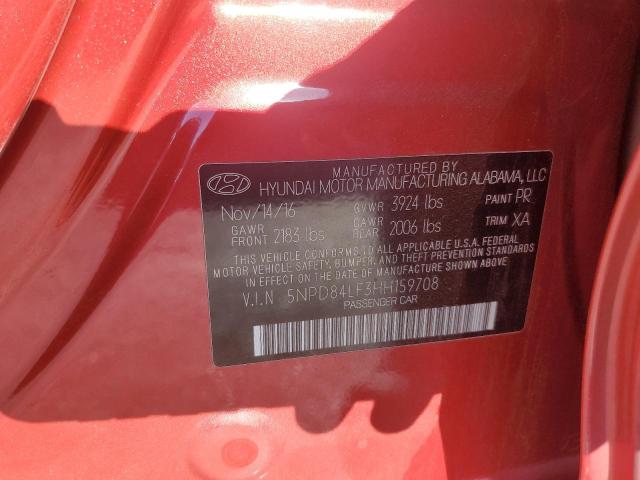 MANUFACTURED BY
HYUNDAI MOTOR MANUFACTURING ALABAMA, LLC
Nov/14/16 GVWR 3924 lbs PAINT PR
GAWR FRONT 2183 lbs GAWR REAR 2006 lbs TRIM XA
THIS VEHICLE CONFORMS TO ALL APPLICABLE U.S.A. FEDERAL
MOTOR VEHICLE SAFETY, BUMPER, AND THEFT PREVENTION STANDARDS
IN EFFECT ON THE DATE OF MANUFACTURE SHOWN ABOVE.
V.I.N 5NPD84LF3HH159708
PASSENGER CAR